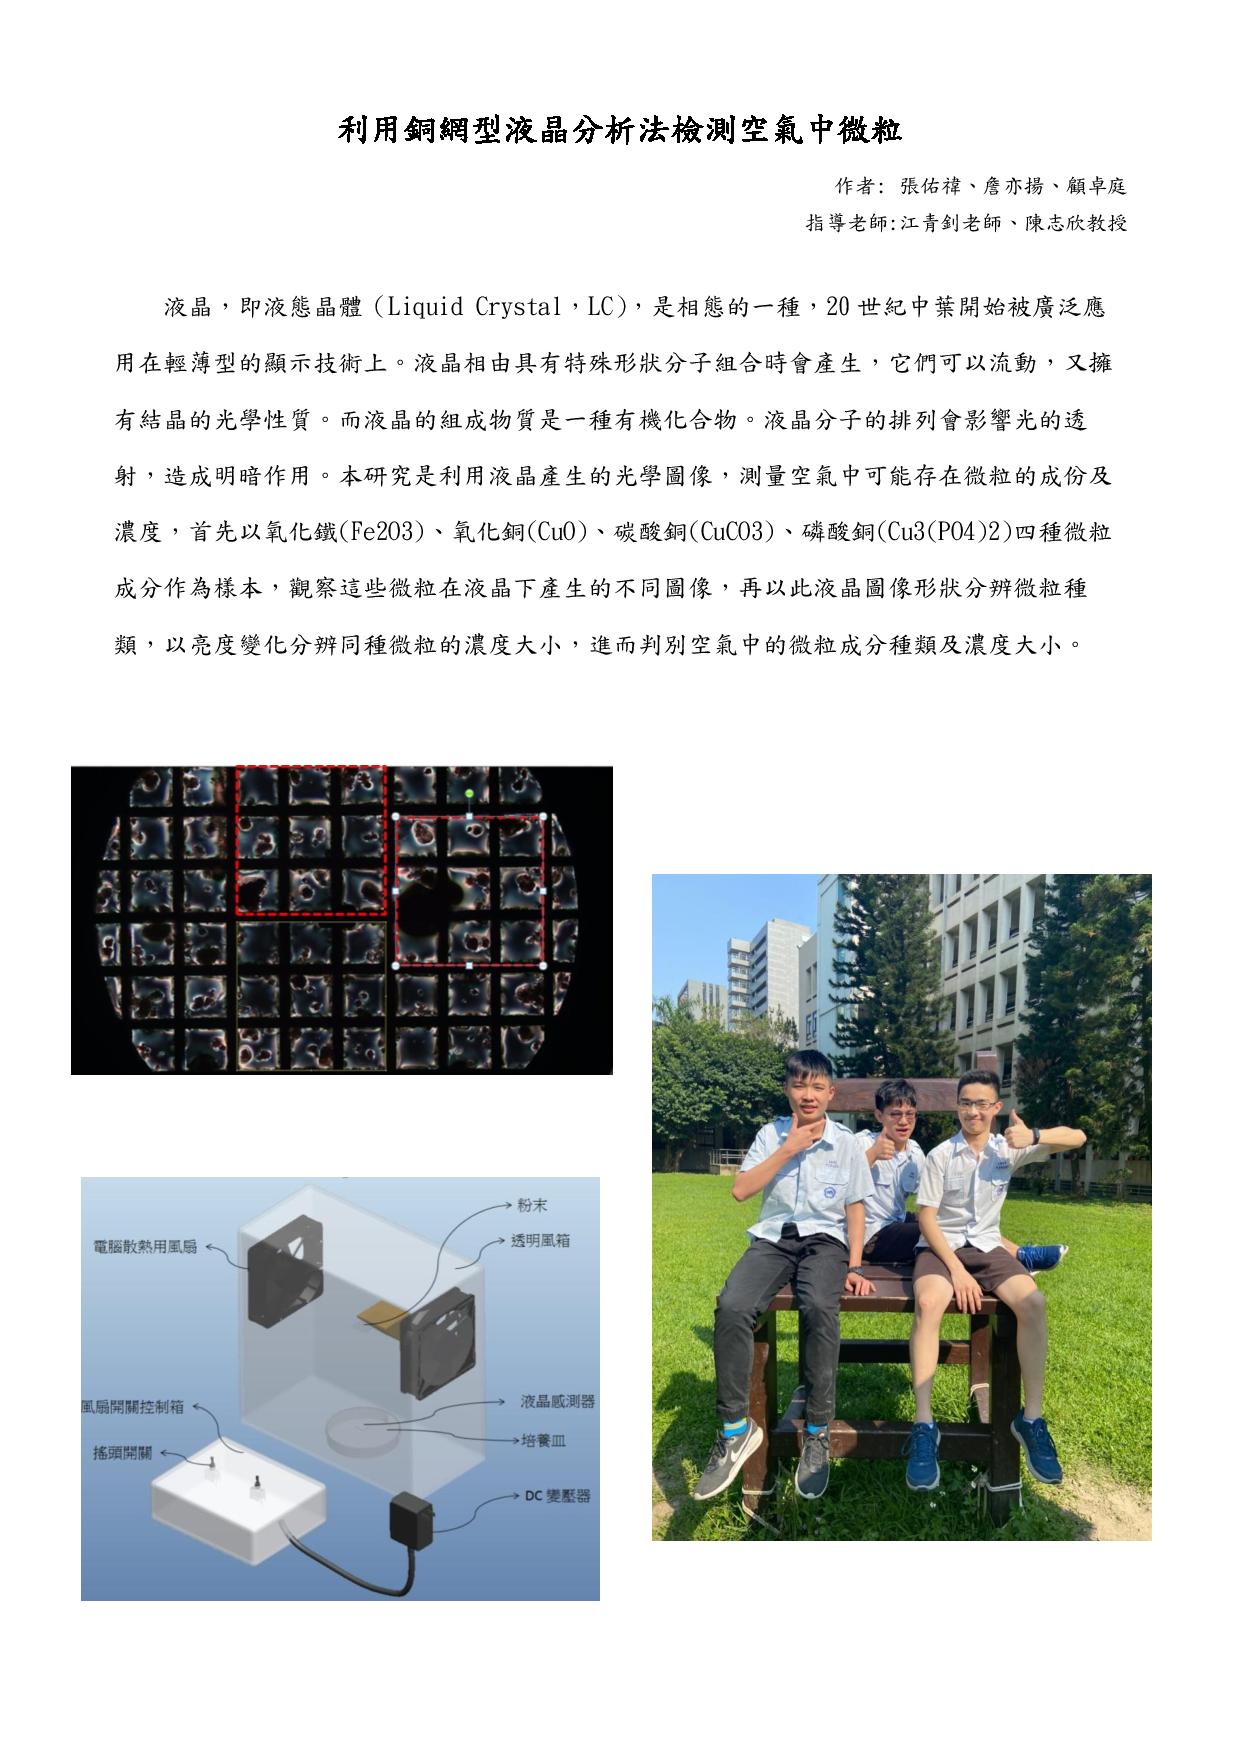 利用銅網型液晶分析法檢測空氣中微粒
作者: 張佑禕、詹亦揚、顧卓庭
指導老師:江青釗老師、陳志欣教授
液晶，即液態晶體 (Liquid Crystal，LC)，是相態的一種，20 世紀中葉開始被廣泛應
用在輕薄型的顯示技術上。液晶相由具有特殊形狀分子組合時會產生，它們可以流動，又擁
有結晶的光學性質。而液晶的組成物質是一種有機化合物。液晶分子的排列會影響光的透
射，造成明暗作用。本研究是利用液晶產生的光學圖像，測量空氣中可能存在微粒的成份及
濃度，首先以氧化鐵(Fe2O3)、氧化銅(CuO)、碳酸銅(CuCO3)、磷酸銅(Cu3(PO4)2)四種微粒
成分作為樣本，觀察這些微粒在液晶下產生的不同圖像，再以此液晶圖像形狀分辨微粒種
類，以亮度變化分辨同種微粒的濃度大小，進而判別空氣中的微粒成分種類及濃度大小。
粉末
電腦散熱用風扇
透明風箱
風扇開關控制箱
液晶感測器
搖頭開關
培養皿
DC 變壓器